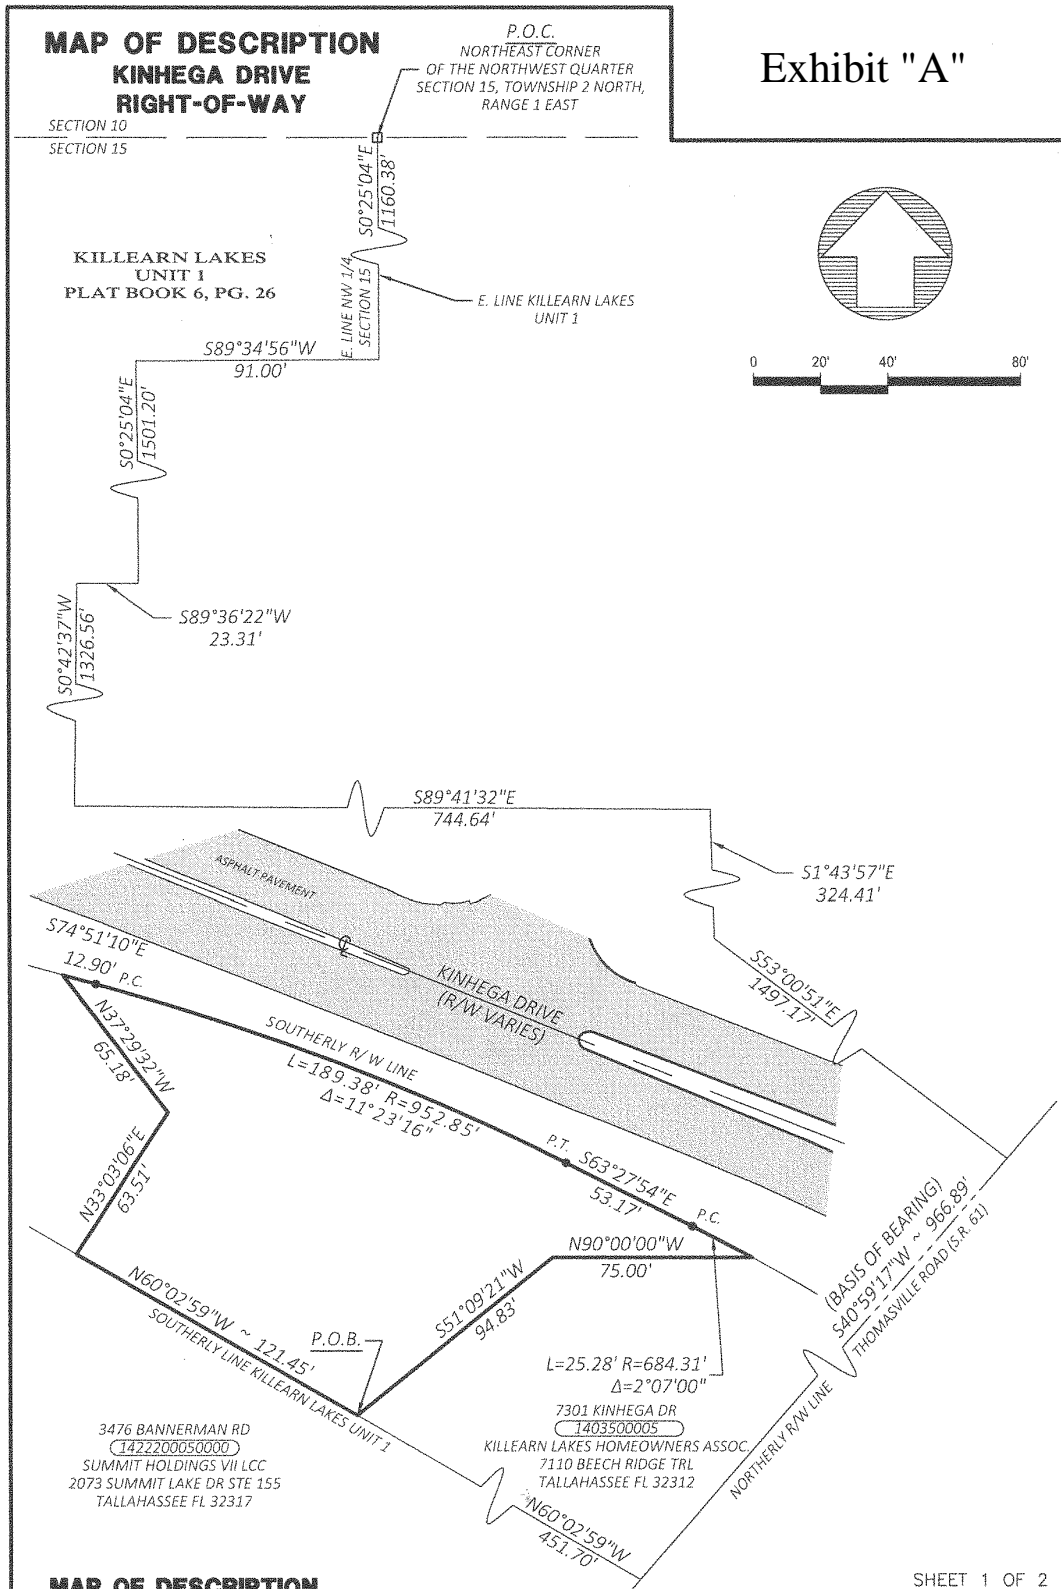 MAP OF DESCRIPTION
KINHEGA DRIVE
RIGHT-OF-WAY
P.O.C.
NORTHEAST CORNER
OF THE NORTHWEST QUARTER
SECTION 15, TOWNSHIP 2 NORTH,
RANGE 1 EAST
Exhibit "A"
SECTION 10
SECTION 15
S0°25'04"E
1160.38'
KILLEARN LAKES
UNIT 1
PLAT BOOK 6, PG. 26
E. LINE NW 1/4
SECTION 15
E. LINE KILLEARN LAKES
UNIT 1
0 20' 40' 80'
S89°34'56"W
91.00'
S0°25'04"E
1501.20'
S89°36'22"W
23.31'
S0°42'37"W
1326.56'
S89°41'32"E
744.64'
S1°43'57"E
324.41'
S53°00'51"E
1497.17'
ASPHALT PAVEMENT
S74°51'10"E
12.90'
P.C.
C
L
KINHEGA DRIVE
(R/W VARIES)
N37°29'32"W
65.18'
SOUTHERLY R/W LINE
L=189.38' R=952.85'
Δ=11°23'16"
P.T.
S63°27'54"E
53.17'
P.C.
N33°03'06"E
63.51'
N90°00'00"W
75.00'
(BASIS OF BEARING)
S40°59'17"W ~ 966.89'
THOMASVILLE ROAD (S.R. 61)
N60°02'59"W ~ 121.45'
SOUTHERLY LINE KILLEARN LAKES UNIT 1
P.O.B.
S51°09'21"W
94.83'
L=25.28' R=684.31'
Δ=2°07'00"
NORTHERLY R/W LINE
3476 BANNERMAN RD
1422200050000
SUMMIT HOLDINGS VII LCC
2073 SUMMIT LAKE DR STE 155
TALLAHASSEE FL 32317
7301 KINHEGA DR
1403500005
KILLEARN LAKES HOMEOWNERS ASSOC.
7110 BEECH RIDGE TRL
TALLAHASSEE FL 32312
N60°02'59"W
451.70'
MAP OF DESCRIPTION
SHEET 1 OF 2